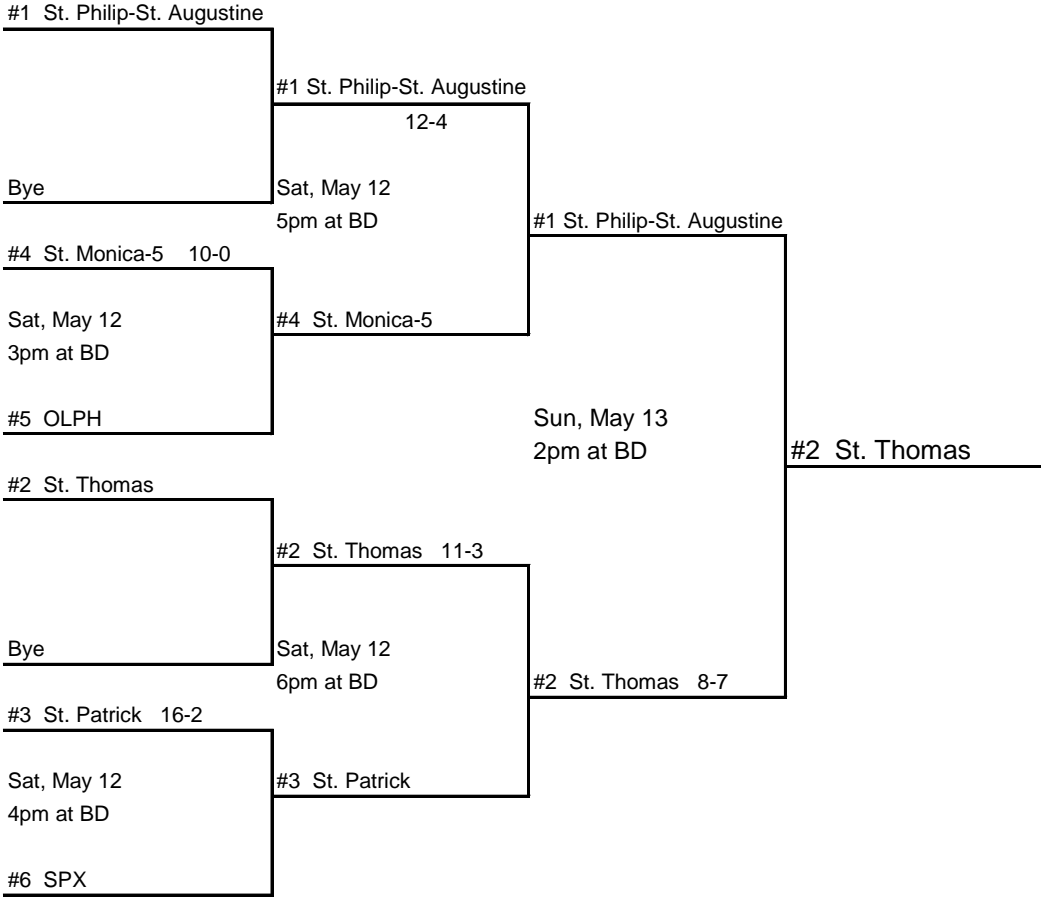 #1 St. Philip-St. Augustine
#1 St. Philip-St. Augustine
12-4
Bye
Sat, May 12
5pm at BD
#1 St. Philip-St. Augustine
#4 St. Monica-5 10-0
Sat, May 12
3pm at BD
#4 St. Monica-5
#5 OLPH
Sun, May 13
2pm at BD
#2 St. Thomas
#2 St. Thomas
#2 St. Thomas 11-3
Bye
Sat, May 12
6pm at BD
#2 St. Thomas 8-7
#3 St. Patrick 16-2
Sat, May 12
4pm at BD
#3 St. Patrick
#6 SPX